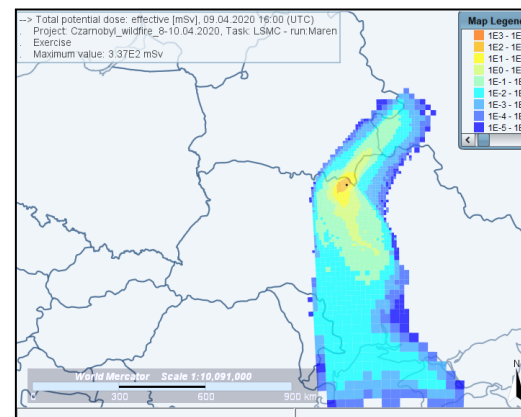 --> Total potential dose: effective [mSv], 09.04.2020 16:00 (UTC)
Project: Czarnobyl_wildfire_8-10.04.2020, Task: LSMC - run:Maren
Exercise
Maximum value: 3.37E2 mSv
Map Legend
1E3 - 1E
1E2 - 1E
1E1 - 1E
1E0 - 1E
1E-1 - 1E
1E-2 - 1E
1E-3 - 1E
1E-4 - 1E
1E-5 - 1E
World Mercator Scale 1:10,091,000
0 300 600 900 km
N